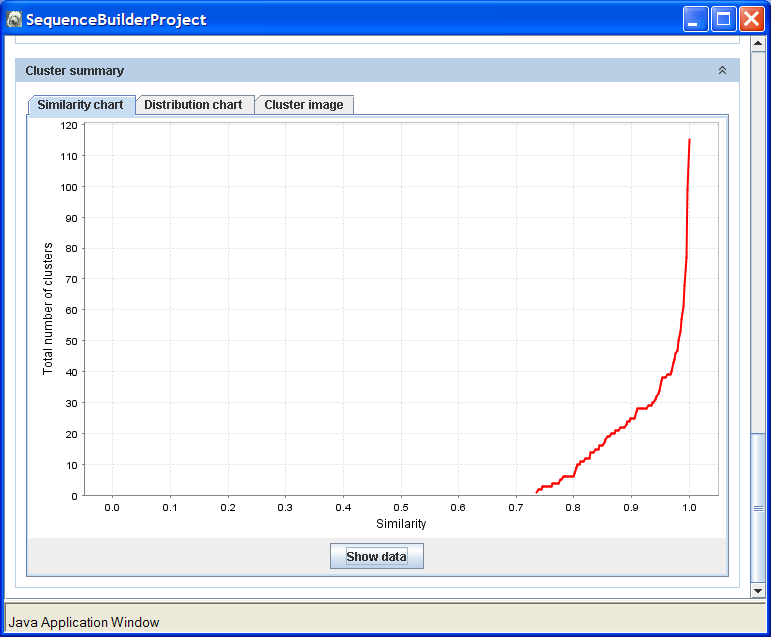 SequenceBuilderProject
Cluster summary
Similarity chart Distribution chart Cluster image
120
110
100
90
80
70
60
50
40
30
20
10
0
Total number of clusters
0.0 0.1 0.2 0.3 0.4 0.5 0.6 0.7 0.8 0.9 1.0
Similarity
Show data
Java Application Window